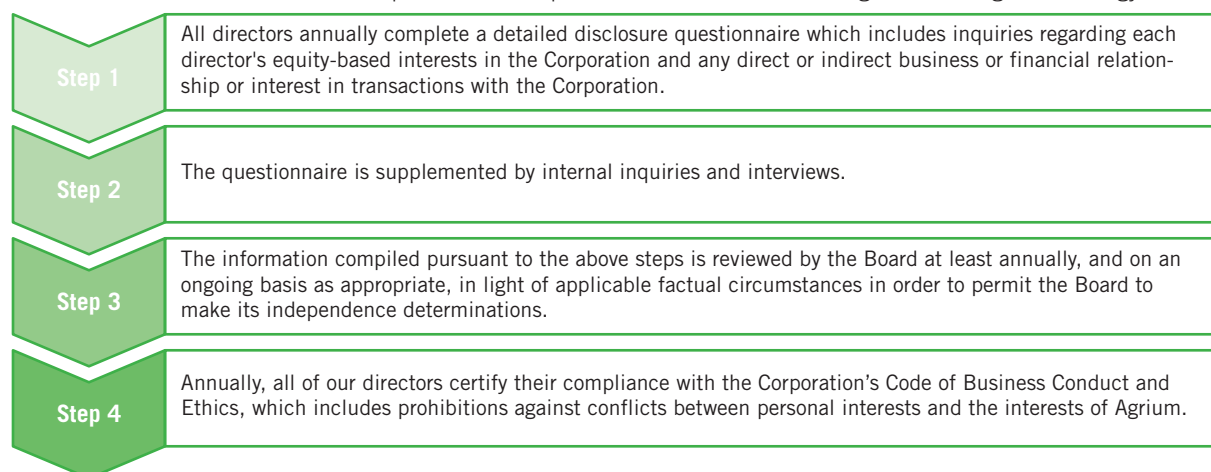 Step 1
All directors annually complete a detailed disclosure questionnaire which includes inquiries regarding each
director's equity-based interests in the Corporation and any direct or indirect business or financial relation-
ship or interest in transactions with the Corporation.
Step 2
The questionnaire is supplemented by internal inquiries and interviews.
Step 3
The information compiled pursuant to the above steps is reviewed by the Board at least annually, and on an
ongoing basis as appropriate, in light of applicable factual circumstances in order to permit the Board to
make its independence determinations.
Step 4
Annually, all of our directors certify their compliance with the Corporation’s Code of Business Conduct and
Ethics, which includes prohibitions against conflicts between personal interests and the interests of Agrium.